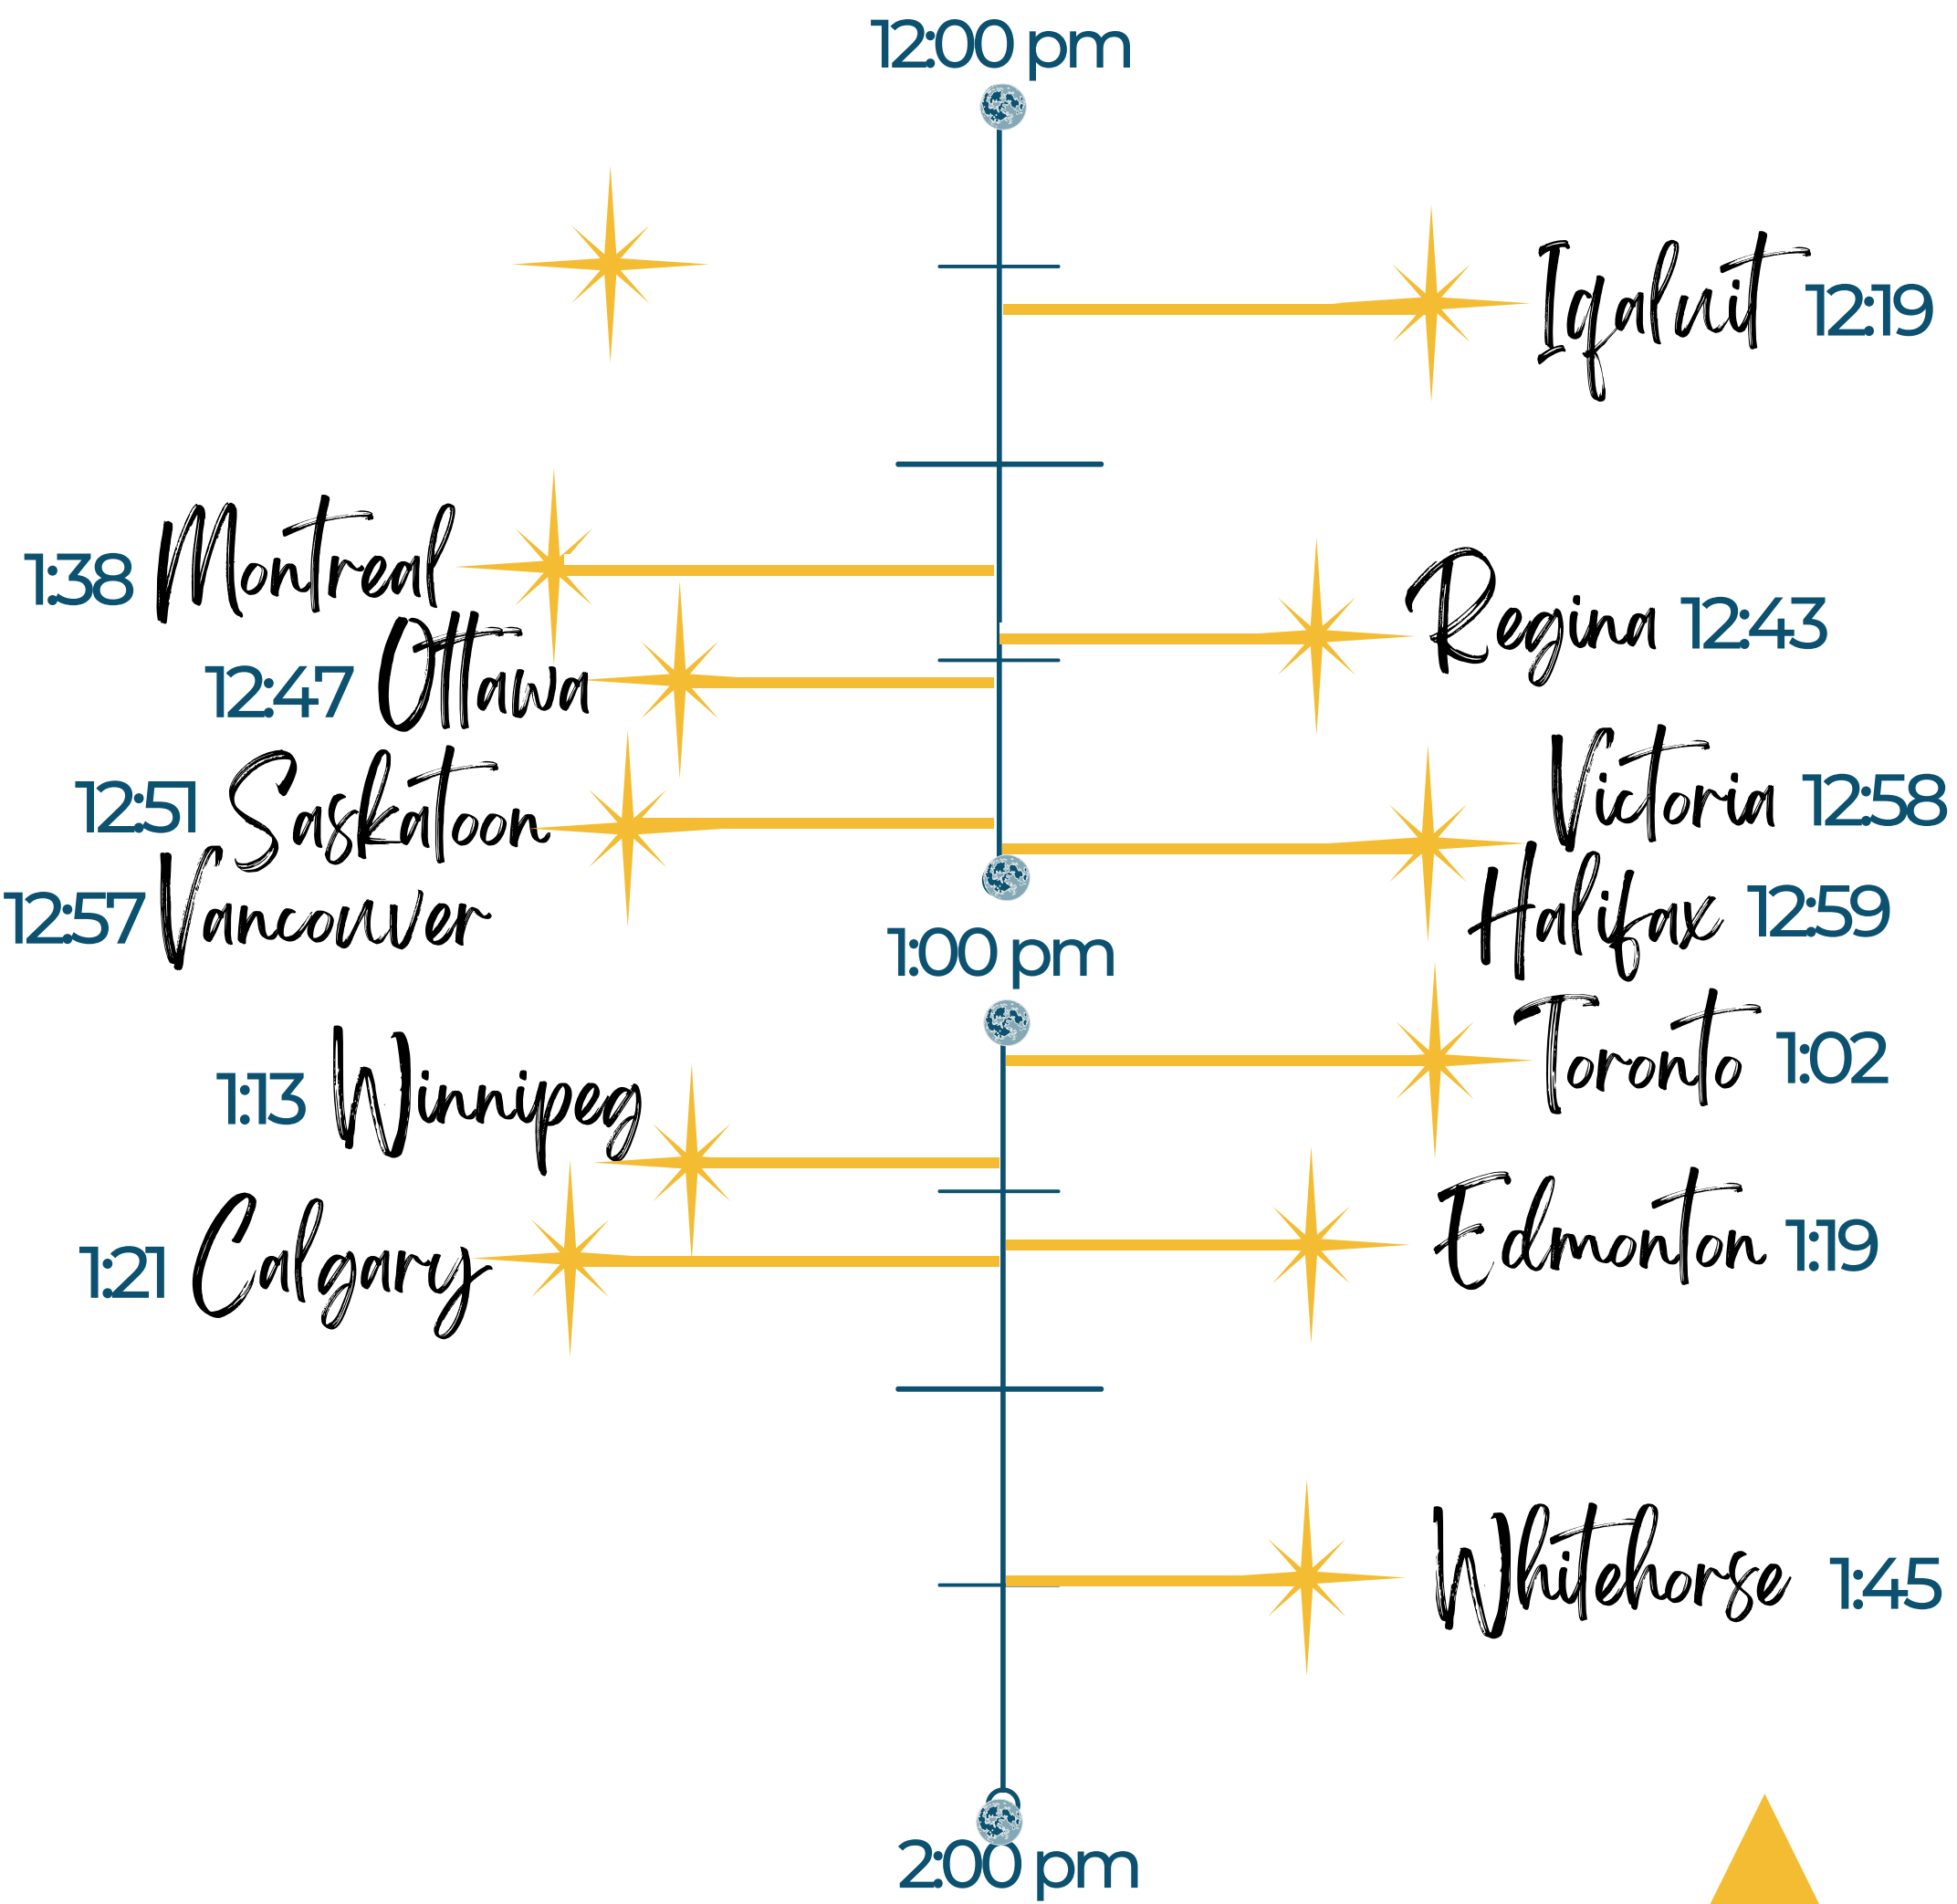 12:00 pm
Iqaluit 12:19
1:38 Montreal
Regina 12:43
12:47 Ottawa
12:51 Saskatoon
Victoria 12:58
12:57 Vancouver
Halifax 12:59
1:00 pm
Toronto 1:02
1:13 Winnipeg
Edmonton 1:19
1:21 Calgary
Whitehorse 1:45
2:00 pm